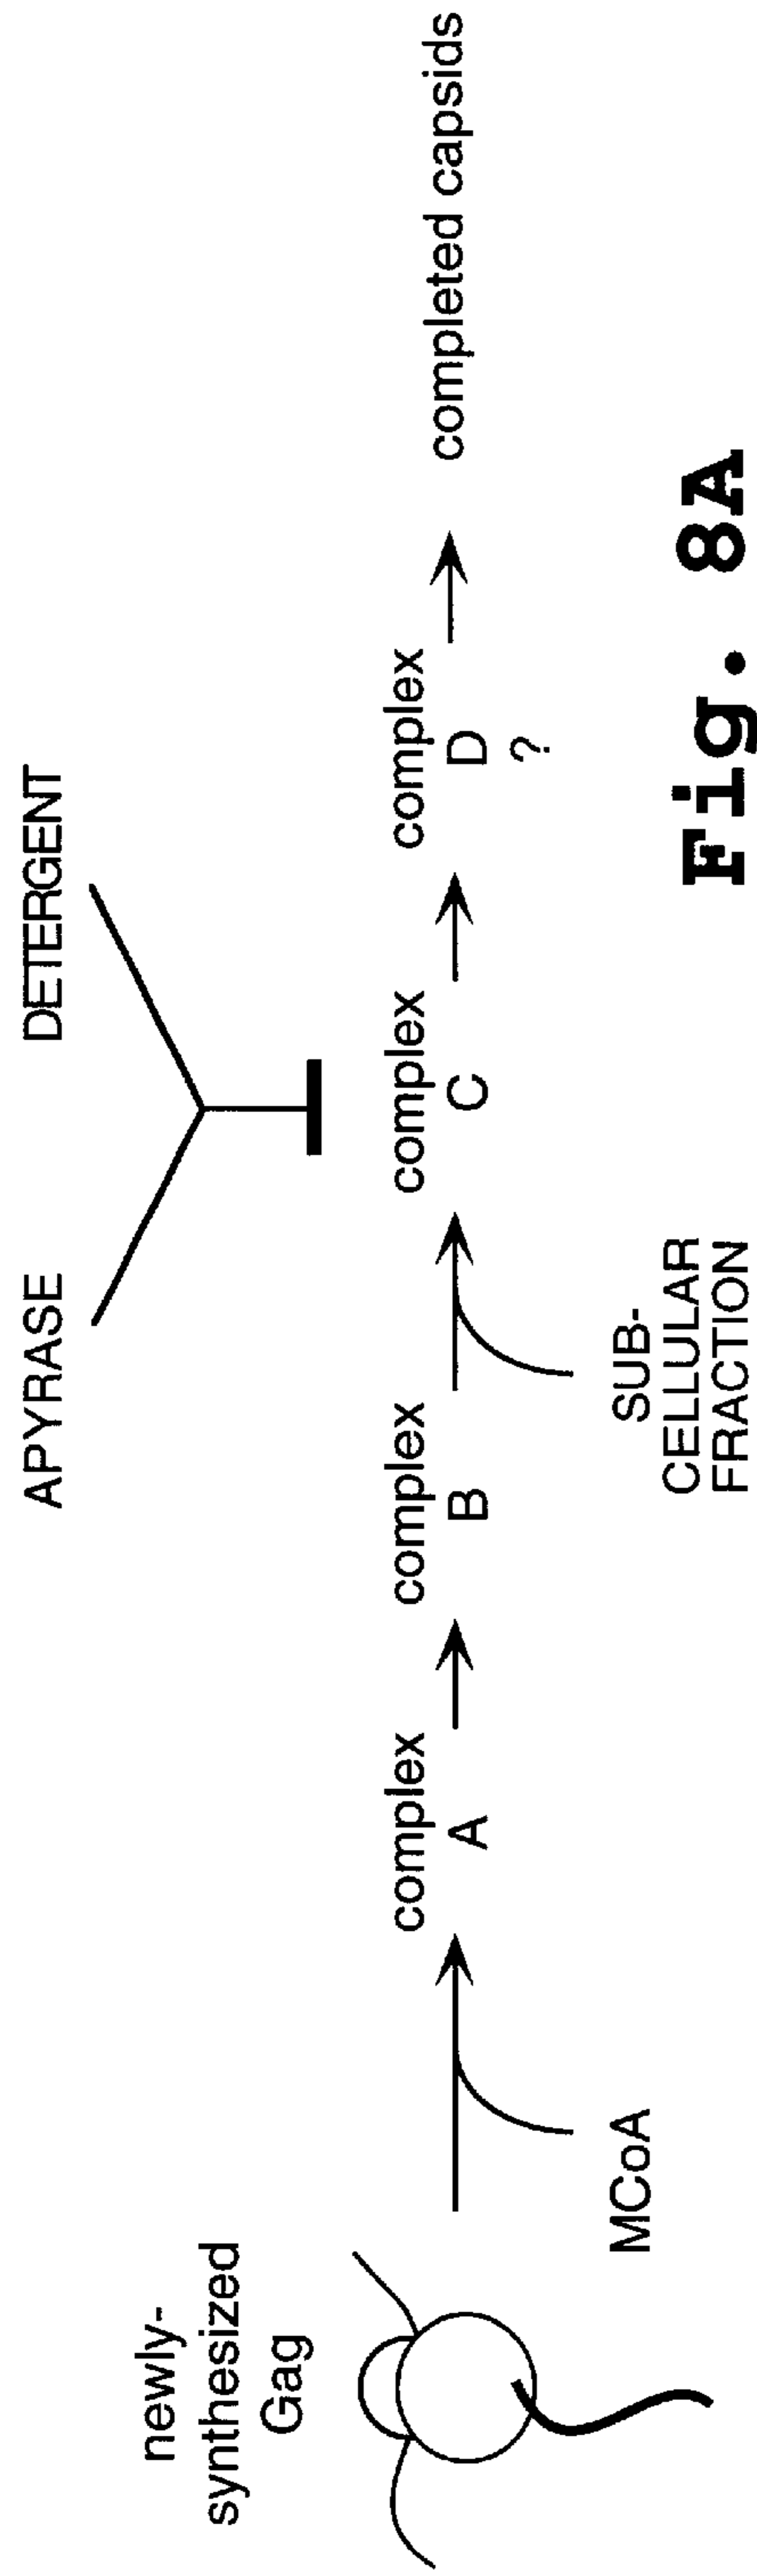 newly-
synthesized
Gag
MCoA
complex
A
complex
B
SUB-
CELLULAR
FRACTION
APYRASE
DETERGENT
complex
C
complex
D
?
completed capsids
Fig. 8A